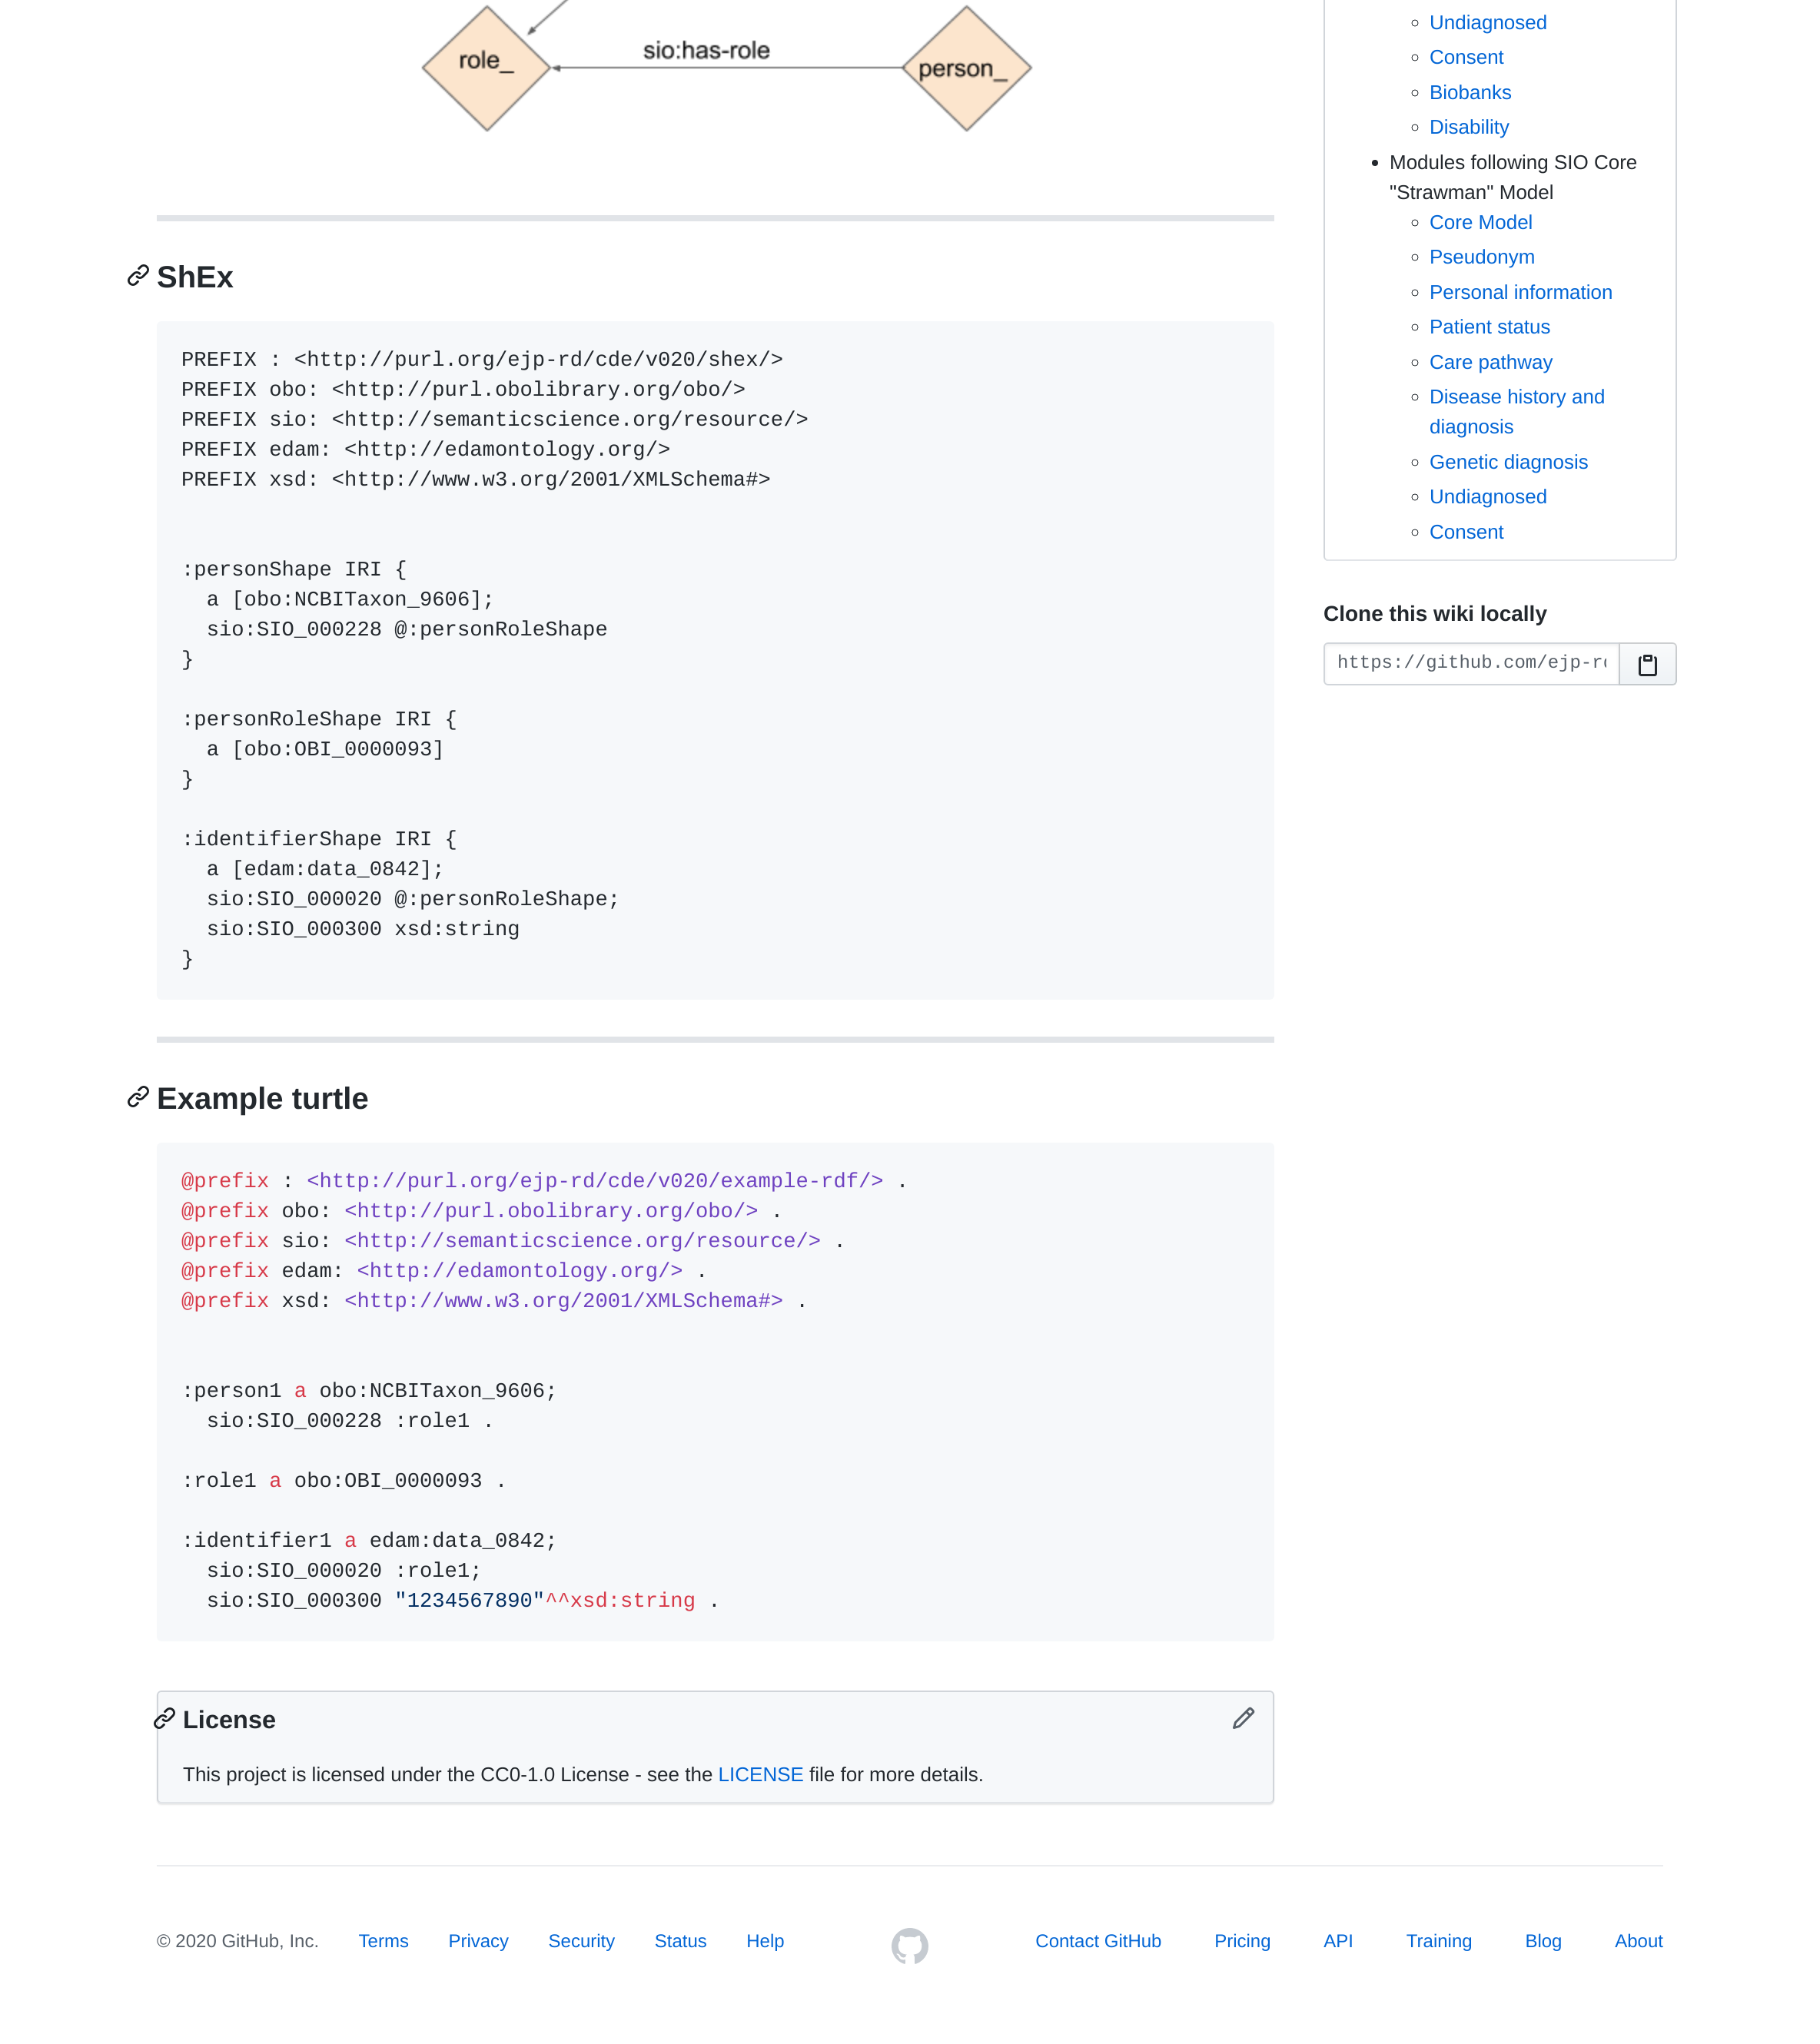 role_
sio:has-role
person_
ShEx
PREFIX : <http://purl.org/ejp-rd/cde/v020/shex/>
PREFIX obo: <http://purl.obolibrary.org/obo/>
PREFIX sio: <http://semanticscience.org/resource/>
PREFIX edam: <http://edamontology.org/>
PREFIX xsd: <http://www.w3.org/2001/XMLSchema#>
:personShape IRI {
  a [obo:NCBITaxon_9606];
  sio:SIO_000228 @:personRoleShape
}
:personRoleShape IRI {
  a [obo:OBI_0000093]
}
:identifierShape IRI {
  a [edam:data_0842];
  sio:SIO_000020 @:personRoleShape;
  sio:SIO_000300 xsd:string
}
Example turtle
@prefix : <http://purl.org/ejp-rd/cde/v020/example-rdf/> .
@prefix obo: <http://purl.obolibrary.org/obo/> .
@prefix sio: <http://semanticscience.org/resource/> .
@prefix edam: <http://edamontology.org/> .
@prefix xsd: <http://www.w3.org/2001/XMLSchema#> .
:person1 a obo:NCBITaxon_9606;
  sio:SIO_000228 :role1 .
:role1 a obo:OBI_0000093 .
:identifier1 a edam:data_0842;
  sio:SIO_000020 :role1;
  sio:SIO_000300 "1234567890"^^xsd:string .
License
This project is licensed under the CC0-1.0 License - see the LICENSE file for more details.
Undiagnosed
Consent
Biobanks
Disability
Modules following SIO Core
"Strawman" Model
Core Model
Pseudonym
Personal information
Patient status
Care pathway
Disease history and
diagnosis
Genetic diagnosis
Undiagnosed
Consent
Clone this wiki locally
https://github.com/ejp-r
© 2020 GitHub, Inc. Terms Privacy Security Status Help Contact GitHub Pricing API Training Blog About